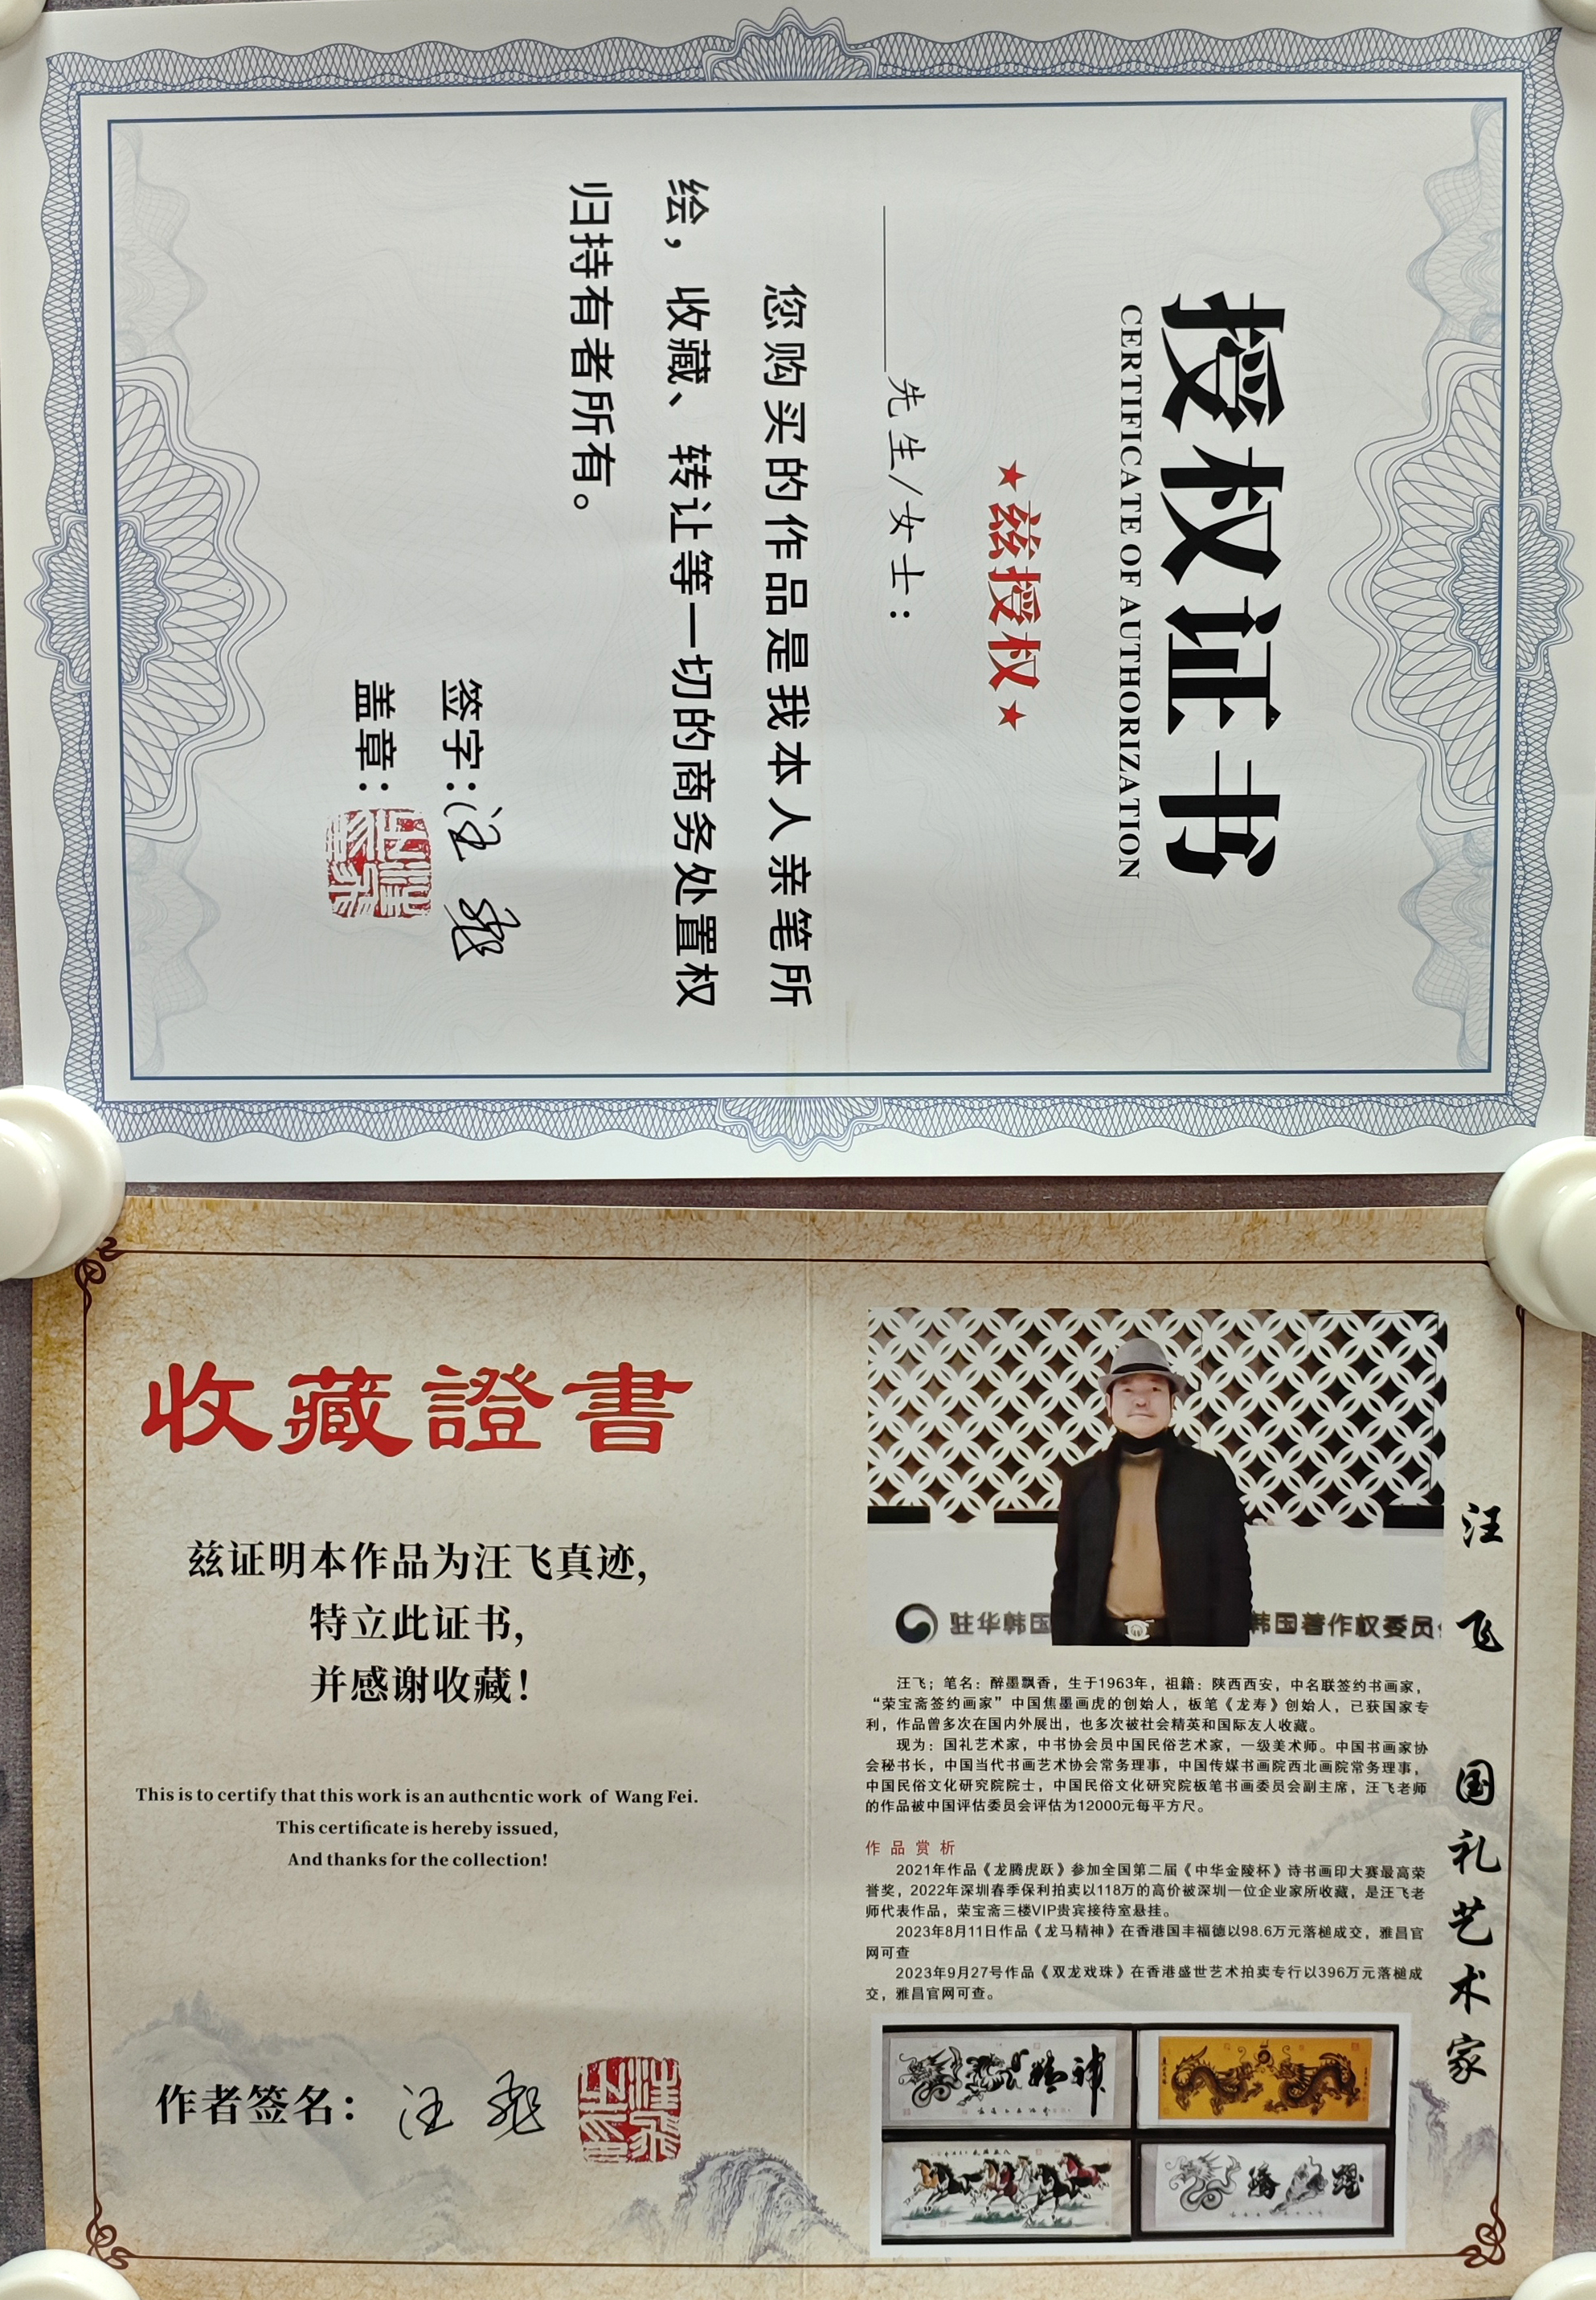 授权证书
CERTIFICATE OF AUTHORIZATION
★兹授权★
先生/女士：
您购买的作品是我本人亲笔所
绘，收藏、转让等一切的商务处置权
归持有者所有。
签字：汪飞
盖章：
收藏證書
兹证明本作品为汪飞真迹，
特立此证书，
并感谢收藏！
This is to certify that this work is an authcntic work of Wang Fei.
This certificate is hereby issued,
And thanks for the collection!
作者签名：汪飞
驻华韩国
韩国著作权委员
汪飞；笔名：醉墨飘香，生于1963年，祖籍：陕西西安，中名联签约书画家，
“荣宝斋签约画家”中国焦墨画虎的创始人，板笔《龙寿》创始人，已获国家专
利，作品曾多次在国内外展出，也多次被社会精英和国际友人收藏。
现为：国礼艺术家，中书协会员中国民俗艺术家，一级美术师。中国书画家协
会秘书长，中国当代书画艺术协会常务理事，中国传媒书画院西北画院常务理事，
中国民俗文化研究院院士，中国民俗文化研究院板笔书画委员会副主席，汪飞老师
的作品被中国评估委员会评估为12000元每平方尺。
作品赏析
2021年作品《龙腾虎跃》参加全国第二届《中华金陵杯》诗书画印大赛最高荣
誉奖，2022年深圳春季保利拍卖以118万的高价被深圳一位企业家所收藏，是汪飞老
师代表作品，荣宝斋三楼VIP贵宾接待室悬挂。
2023年8月11日作品《龙马精神》在香港国丰福德以98.6万元落槌成交，雅昌官
网可查
2023年9月27号作品《双龙戏珠》在香港盛世艺术拍卖专行以396万元落槌成
交，雅昌官网可查。
精神
汪飞 国礼艺术家